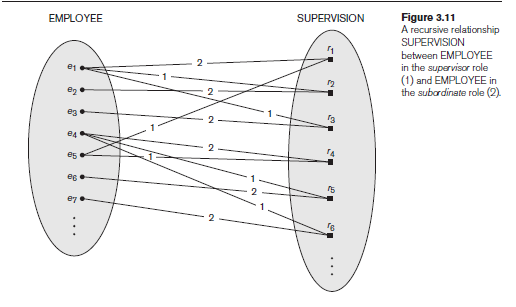 EMPLOYEE
SUPERVISION
Figure 3.11
A recursive relationship
SUPERVISION
between EMPLOYEE
in the supervisor role
(1) and EMPLOYEE in
the subordinate role (2).
e1
e2
e3
e4
e5
e6
e7
2
1
2
1
2
1
2
1
1
2
1
2
r1
r2
r3
r4
r5
r6